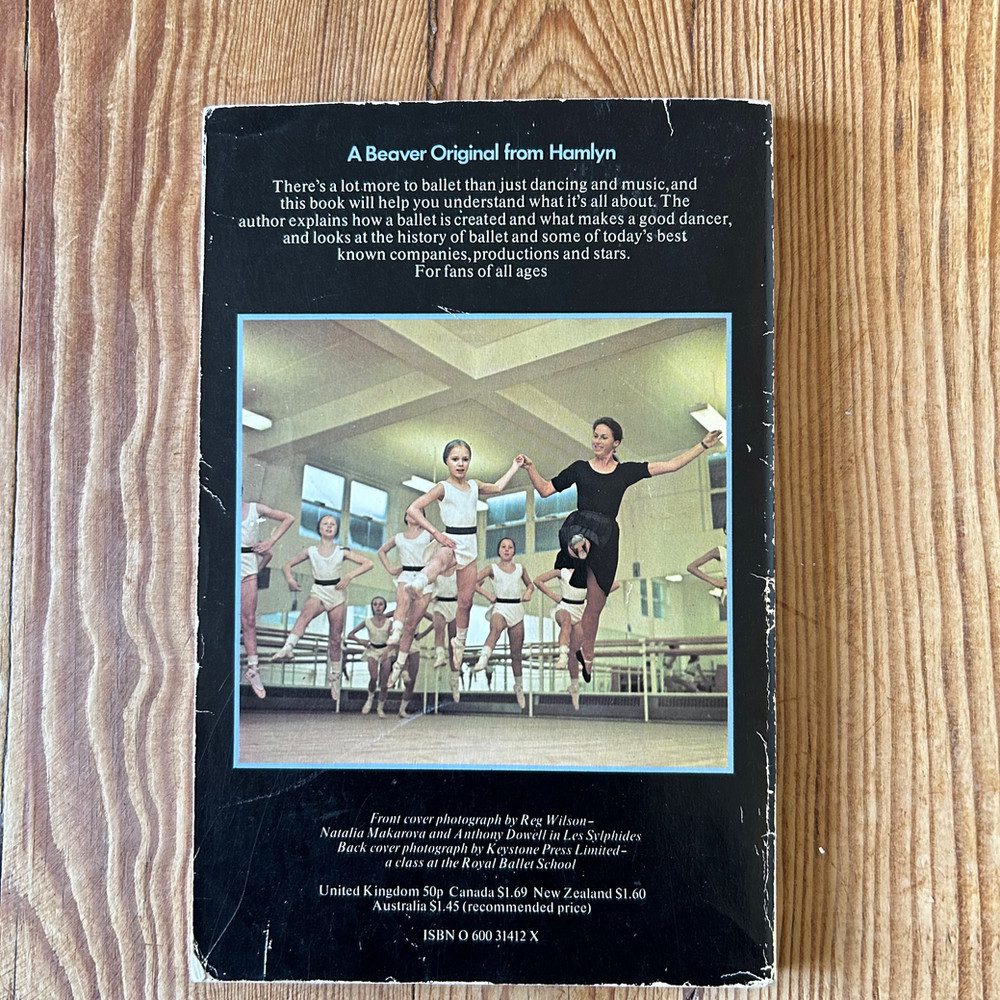 A Beaver Original from Hamlyn
There's a lot more to ballet than just dancing and music, and
this book will help you understand what it's all about. The
author explains how a ballet is created and what makes a good dancer,
and looks at the history of ballet and some of today's best
known companies, productions and stars.
For fans of all ages
Front cover photograph by Reg Wilson–
Natalia Makarova and Anthony Dowell in Les Sylphides
Back cover photograph by Keystone Press Limited–
a class at the Royal Ballet School
United Kingdom 50p Canada $1.69 New Zealand $1.60
Australia $1.45 (recommended price)
ISBN O 600 31412 X